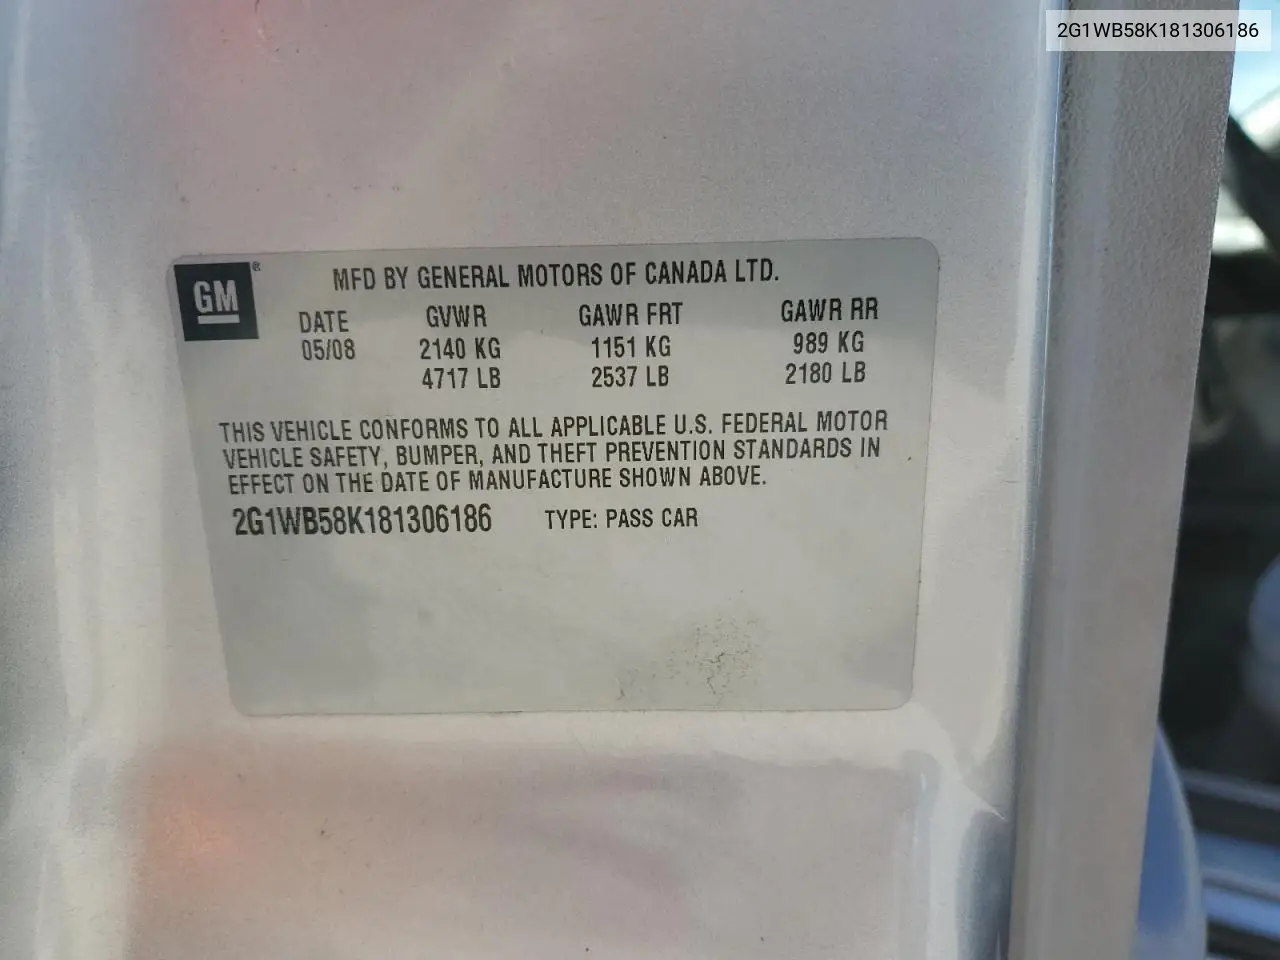 2G1WB58K181306186
GM®
MFD BY GENERAL MOTORS OF CANADA LTD.
DATE GVWR GAWR FRT GAWR RR
05/08 2140 KG 1151 KG 989 KG
4717 LB 2537 LB 2180 LB
THIS VEHICLE CONFORMS TO ALL APPLICABLE U.S. FEDERAL MOTOR
VEHICLE SAFETY, BUMPER, AND THEFT PREVENTION STANDARDS IN
EFFECT ON THE DATE OF MANUFACTURE SHOWN ABOVE.
2G1WB58K181306186 TYPE: PASS CAR